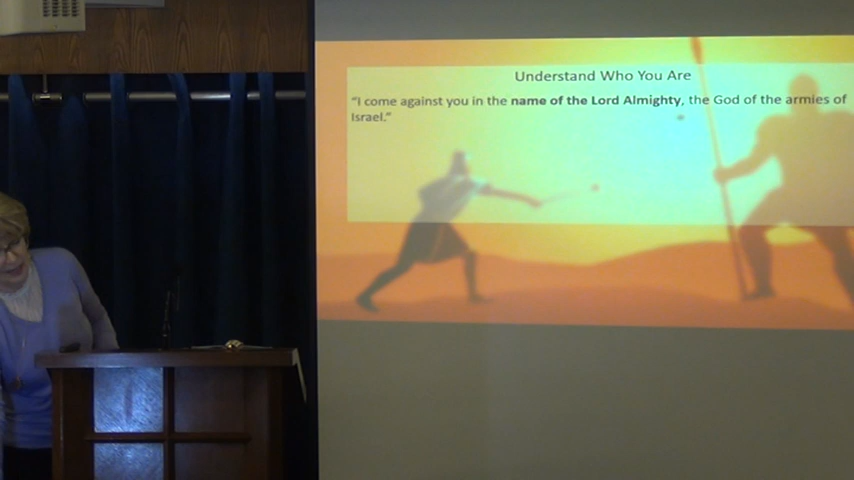 Understand Who You Are
“I come against you in the name of the Lord Almighty, the God of the armies of
Israel.”